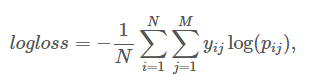 logloss = −\frac{1}{N} \sum_{i=1}^{N} \sum_{j=1}^{M} y_{ij} \log(p_{ij}),